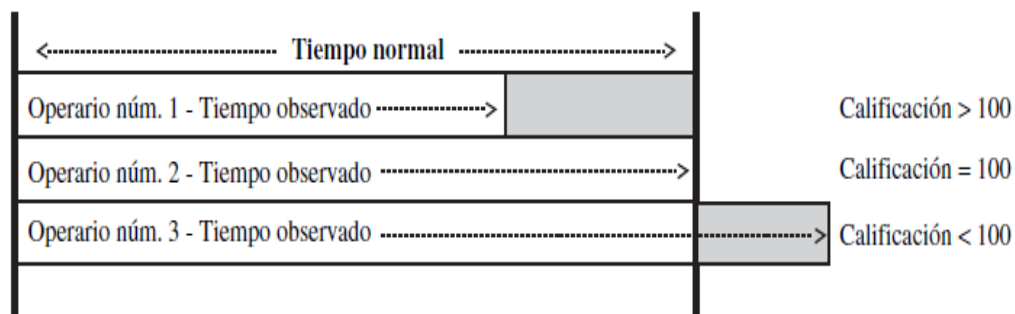 Tiempo normal
Operario núm. 1 - Tiempo observado
Calificación > 100
Operario núm. 2 - Tiempo observado
Calificación = 100
Operario núm. 3 - Tiempo observado
Calificación < 100